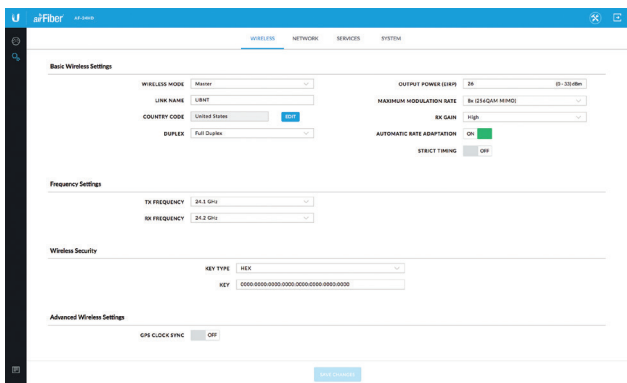 airFiber AF-24HD
WIRELESS NETWORK SERVICES SYSTEM
Basic Wireless Settings
WIRELESS MODE Master
LINK NAME UBNT
COUNTRY CODE United States EDIT
DUPLEX Full Duplex
OUTPUT POWER (EIRP) 26 (0 - 33) dBm
MAXIMUM MODULATION RATE 8x (256QAM MIMO)
RX GAIN High
AUTOMATIC RATE ADAPTATION ON
STRICT TIMING OFF
Frequency Settings
TX FREQUENCY 24.1 GHz
RX FREQUENCY 24.2 GHz
Wireless Security
KEY TYPE HEX
KEY 0000:0000:0000:0000:0000:0000:0000:0000
Advanced Wireless Settings
GPS CLOCK SYNC OFF
SAVE CHANGES